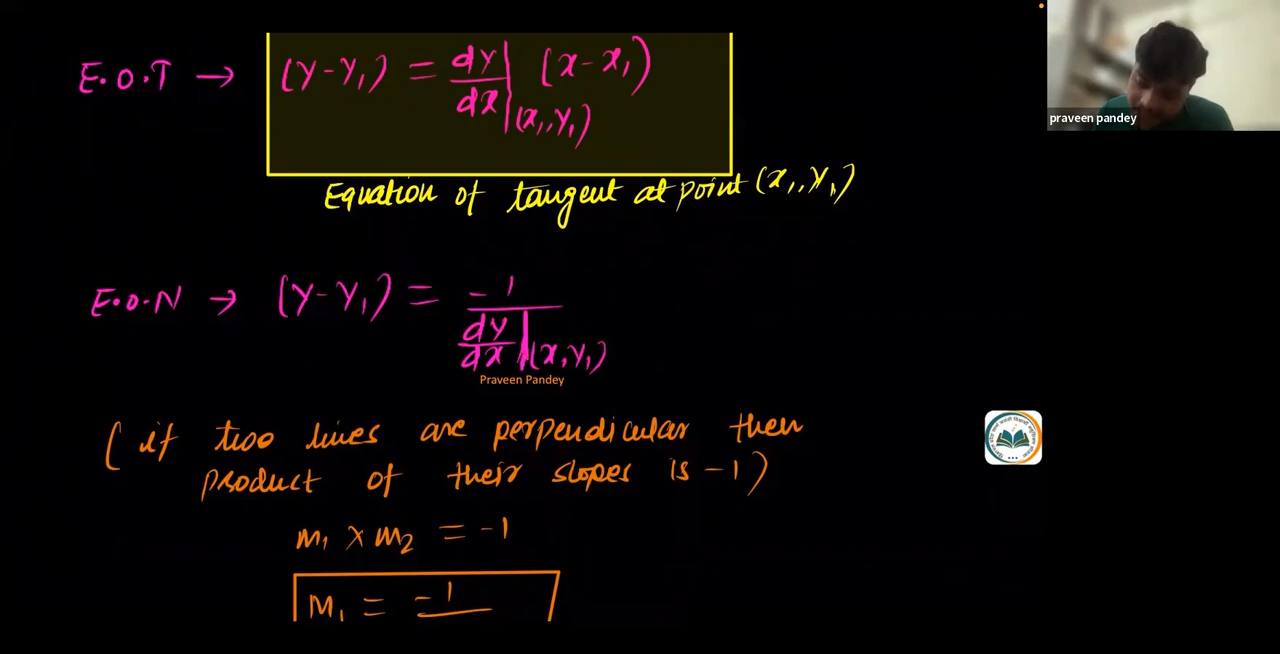 E.O.T → (y-y₁) = dy/dx|(x₁,y₁) (x-x₁)
praveen pandey
Equation of tangent at point (x₁,y₁)
E.O.N → (y-y₁) = -1/(dy/dx|(x,y₁))
Praveen Pandey
(if two lines are perpendicular then
product of their slopes is -1)
m₁ × m₂ = -1
m₁ = -1